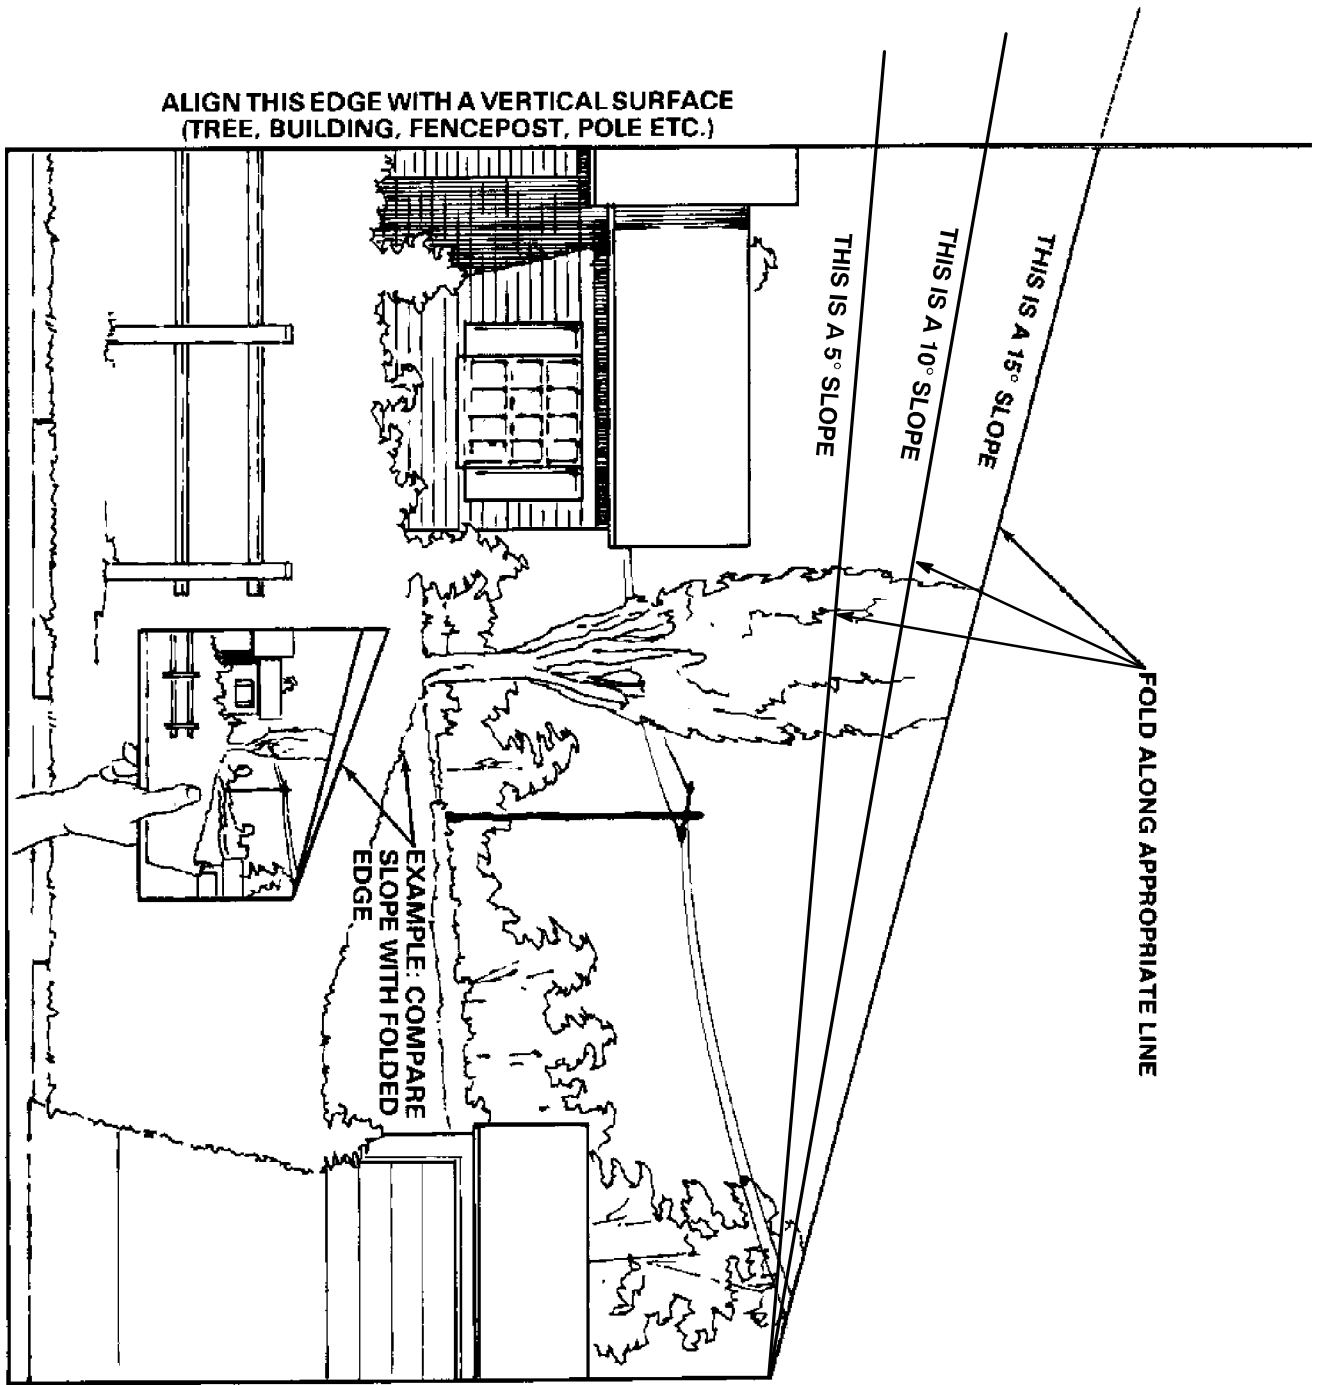 ALIGN THIS EDGE WITH A VERTICAL SURFACE
(TREE, BUILDING, FENCEPOST, POLE ETC.)
THIS IS A 15° SLOPE
THIS IS A 10° SLOPE
THIS IS A 5° SLOPE
FOLD ALONG APPROPRIATE LINE
EXAMPLE: COMPARE
SLOPE WITH FOLDED
EDGE